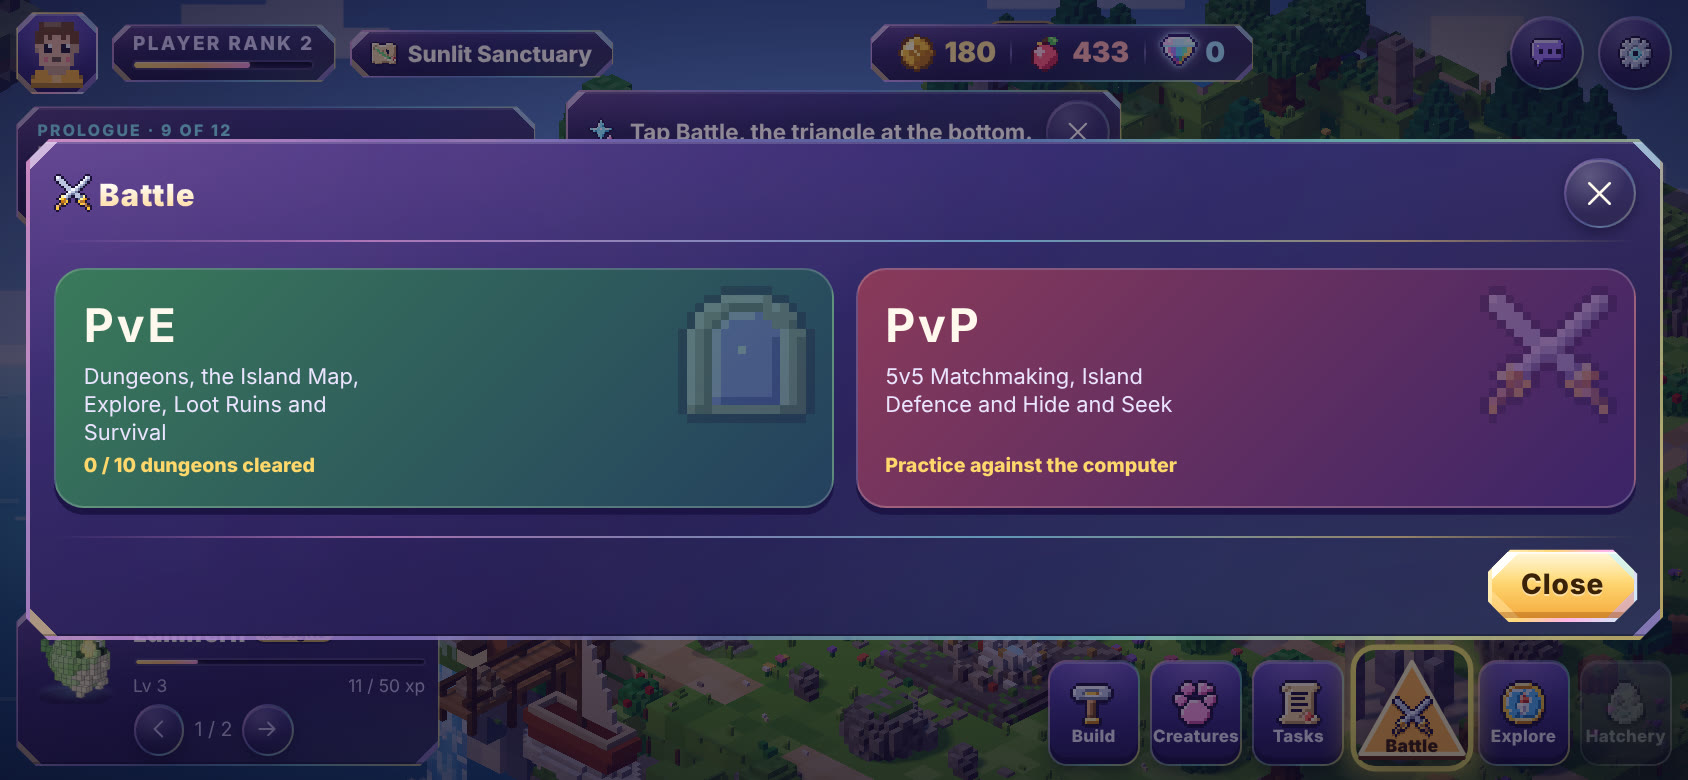 PLAYER RANK 2
Sunlit Sanctuary
180
433
0
PROLOGUE · 9 OF 12
Tap Battle, the triangle at the bottom.
Battle
PvE
Dungeons, the Island Map,
Explore, Loot Ruins and
Survival
0 / 10 dungeons cleared
PvP
5v5 Matchmaking, Island
Defence and Hide and Seek
Practice against the computer
Close
Lv 3
11 / 50 xp
1 / 2
Build
Creatures
Tasks
Battle
Explore
Hatchery